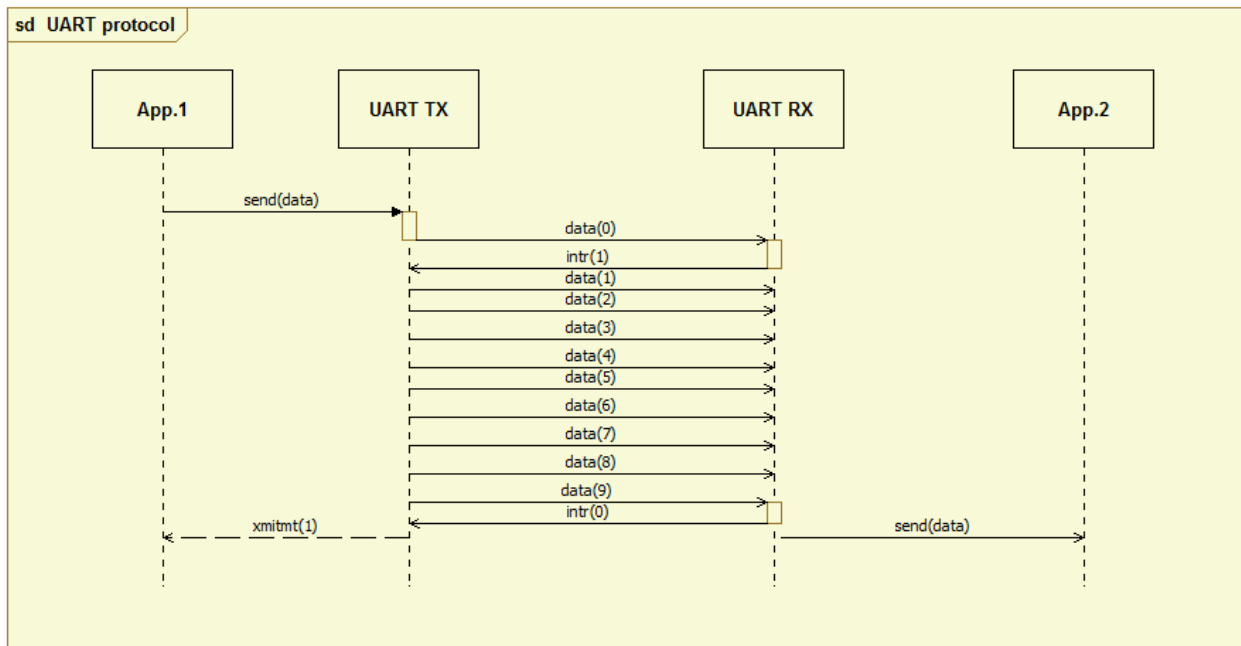 sd UART protocol
App.1
UART TX
UART RX
App.2
send(data)
data(0)
intr(1)
data(1)
data(2)
data(3)
data(4)
data(5)
data(6)
data(7)
data(8)
data(9)
intr(0)
xmitmt(1)
send(data)